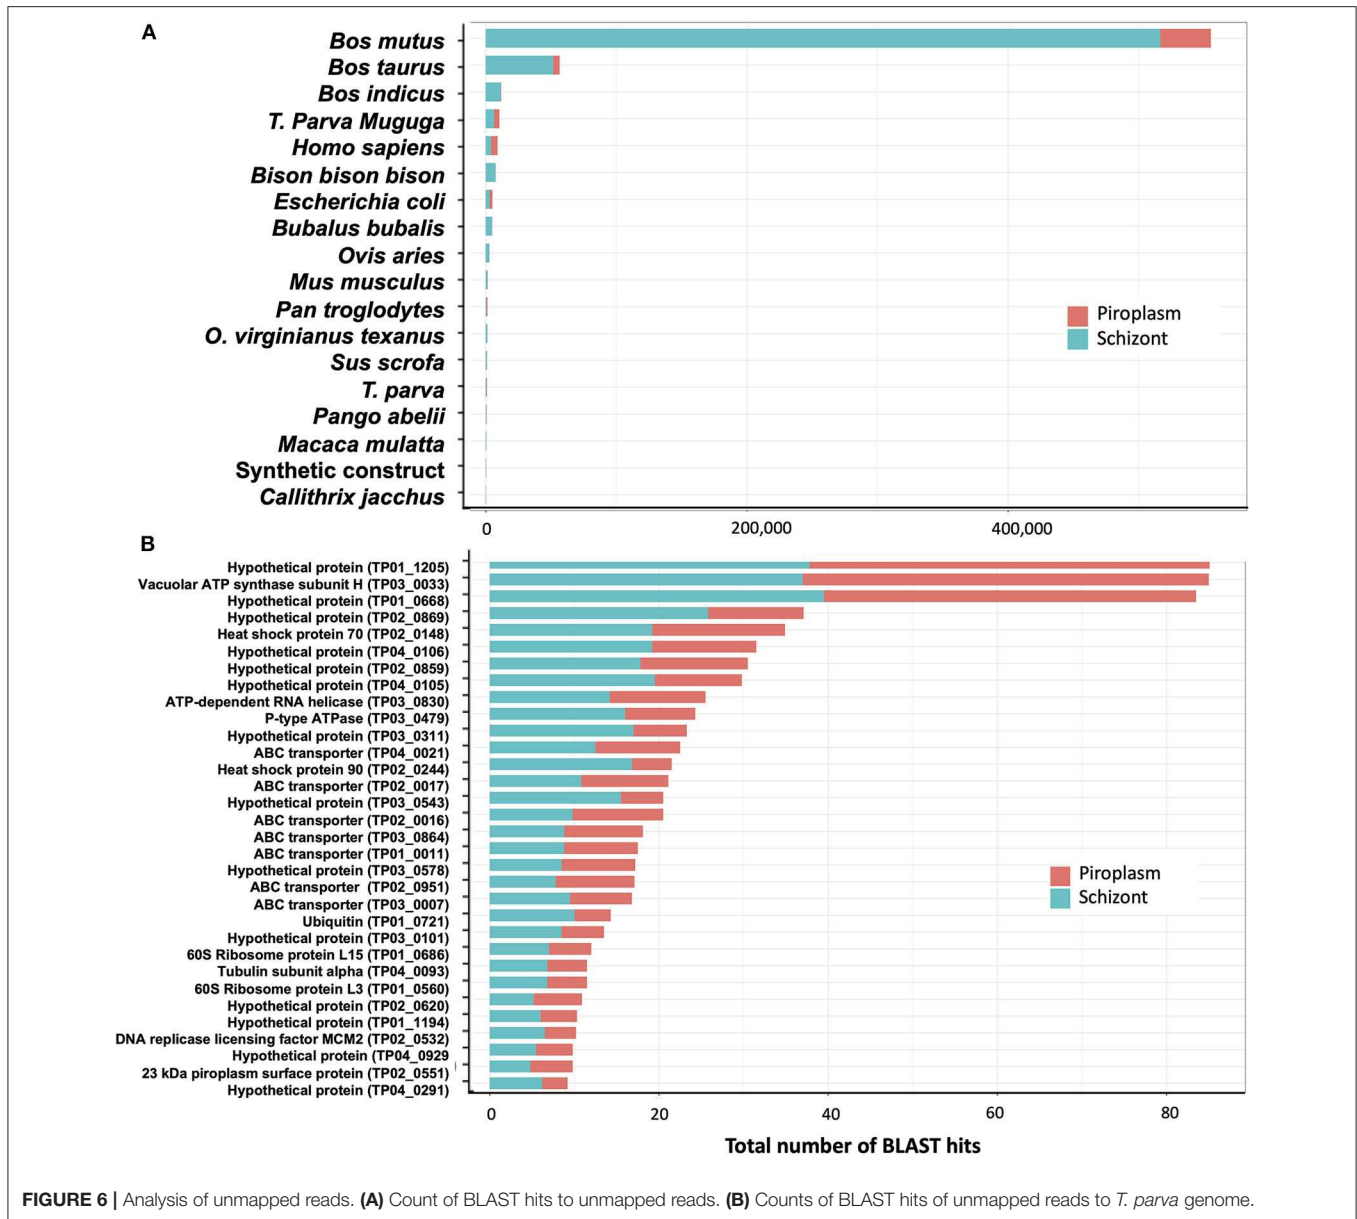 A
Bos mutus
Bos taurus
Bos indicus
T. Parva Muguga
Homo sapiens
Bison bison bison
Escherichia coli
Bubalus bubalis
Ovis aries
Mus musculus
Pan troglodytes
O. virginianus texanus
Sus scrofa
T. parva
Pango abelii
Macaca mulatta
Synthetic construct
Callithrix jacchus
Piroplasm
Schizont
0 200,000 400,000
B
Hypothetical protein (TP01_1205)
Vacuolar ATP synthase subunit H (TP03_0033)
Hypothetical protein (TP01_0668)
Hypothetical protein (TP02_0869)
Heat shock protein 70 (TP02_0148)
Hypothetical protein (TP04_0106)
Hypothetical protein (TP02_0859)
Hypothetical protein (TP04_0105)
ATP-dependent RNA helicase (TP03_0830)
P-type ATPase (TP03_0479)
Hypothetical protein (TP03_0311)
ABC transporter (TP04_0021)
Heat shock protein 90 (TP02_0244)
ABC transporter (TP02_0017)
Hypothetical protein (TP03_0543)
ABC transporter (TP02_0016)
ABC transporter (TP03_0864)
ABC transporter (TP01_0011)
Hypothetical protein (TP03_0578)
ABC transporter (TP02_0951)
ABC transporter (TP03_0007)
Ubiquitin (TP01_0721)
Hypothetical protein (TP03_0101)
60S Ribosome protein L15 (TP01_0686)
Tubulin subunit alpha (TP04_0093)
60S Ribosome protein L3 (TP01_0560)
Hypothetical protein (TP02_0620)
Hypothetical protein (TP01_1194)
DNA replicase licensing factor MCM2 (TP02_0532)
Hypothetical protein (TP04_0929
23 kDa piroplasm surface protein (TP02_0551)
Hypothetical protein (TP04_0291)
Piroplasm
Schizont
0 20 40 60 80
Total number of BLAST hits
FIGURE 6 | Analysis of unmapped reads. (A) Count of BLAST hits to unmapped reads. (B) Counts of BLAST hits of unmapped reads to T. parva genome.